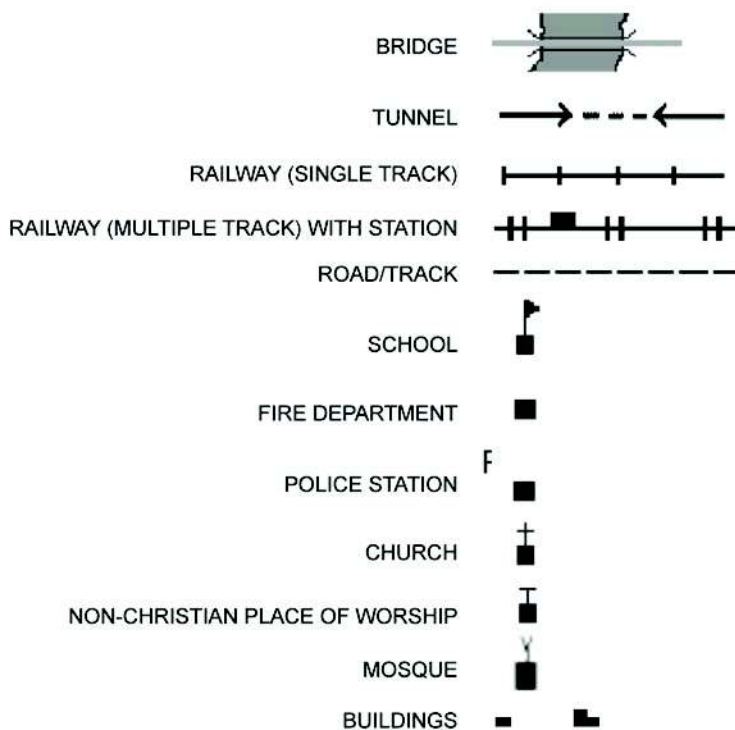 BRIDGE
TUNNEL
RAILWAY (SINGLE TRACK)
RAILWAY (MULTIPLE TRACK) WITH STATION
ROAD/TRACK
SCHOOL
FIRE DEPARTMENT
F
POLICE STATION
CHURCH
NON-CHRISTIAN PLACE OF WORSHIP
MOSQUE
BUILDINGS